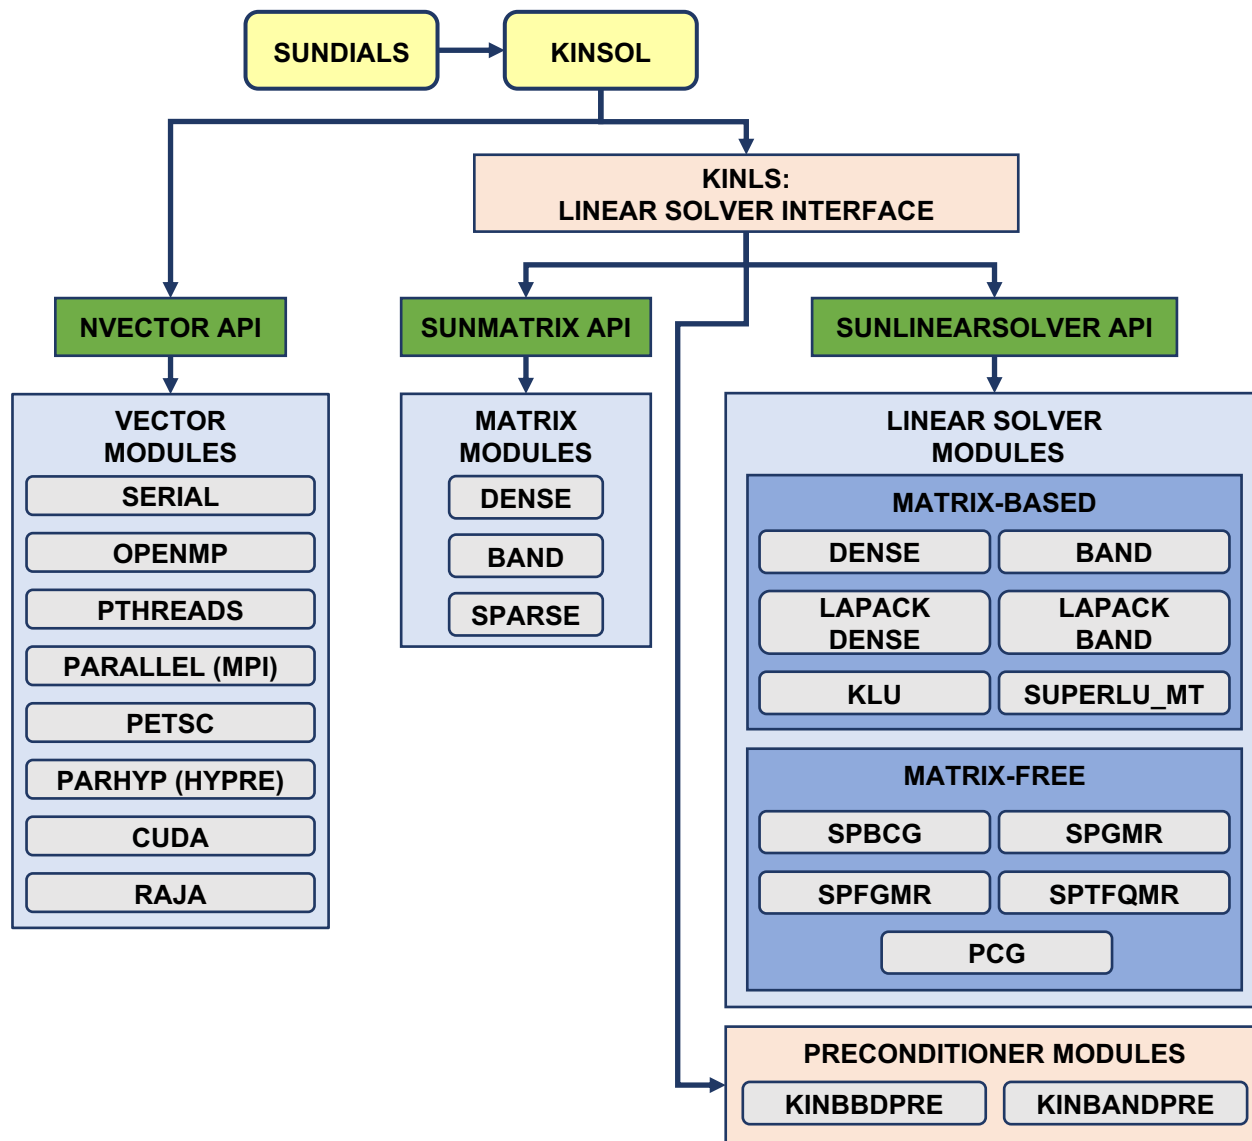 SUNDIALS
KINSOL
KINLS:
LINEAR SOLVER INTERFACE
NVECTOR API
SUNMATRIX API
SUNLINEARSOLVER API
VECTOR
MODULES
SERIAL
OPENMP
PTHREADS
PARALLEL (MPI)
PETSC
PARHYP (HYPRE)
CUDA
RAJA
MATRIX
MODULES
DENSE
BAND
SPARSE
LINEAR SOLVER
MODULES
MATRIX-BASED
DENSE
BAND
LAPACK
DENSE
LAPACK
BAND
KLU
SUPERLU_MT
MATRIX-FREE
SPBCG
SPGMR
SPFGMR
SPTFQMR
PCG
PRECONDITIONER MODULES
KINBBDPRE
KINBANDPRE